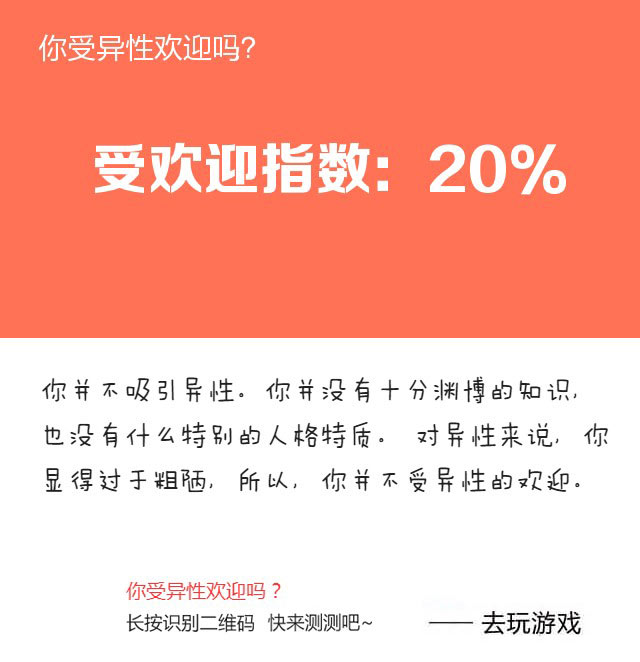 你受异性欢迎吗?
受欢迎指数: 20%
你并不吸引异性。你并没有十分渊博的知识,
也没有什么特别的人格特质。 对异性来说, 你
显得过于粗陋, 所以, 你并不受异性的欢迎。
你受异性欢迎吗?
长按识别二维码 快来测测吧~
—— 去玩游戏